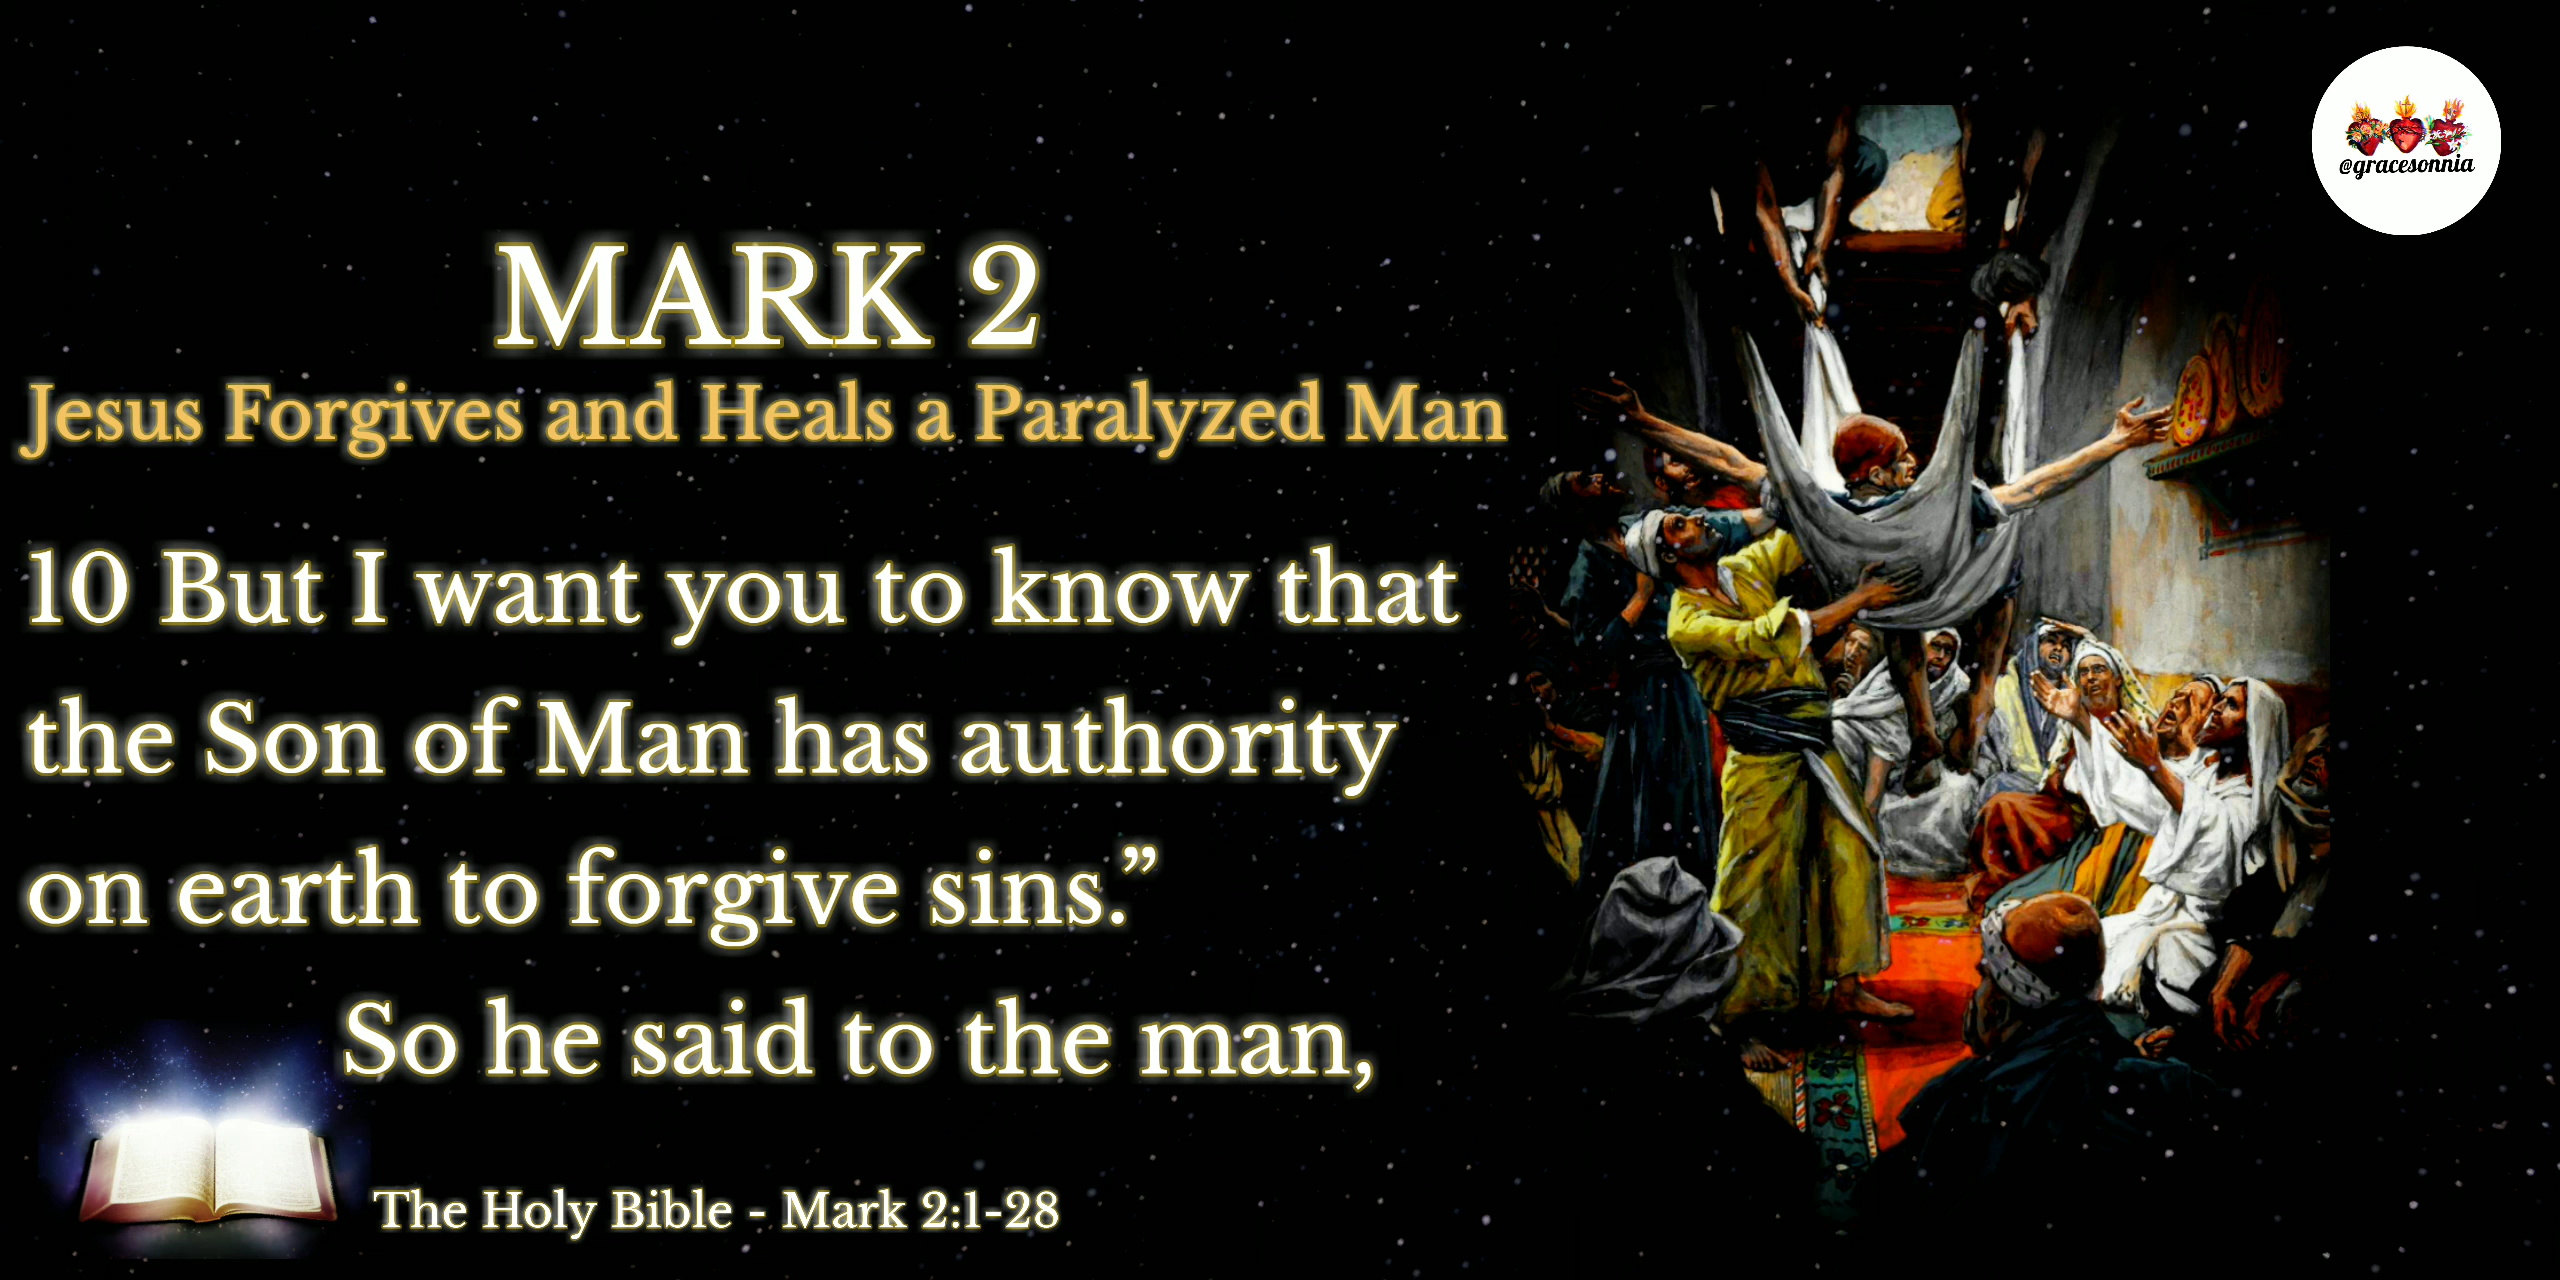 @gracesonnia
MARK 2
Jesus Forgives and Heals a Paralyzed Man
10 But I want you to know that
the Son of Man has authority
on earth to forgive sins.”
So he said to the man,
The Holy Bible - Mark 2:1-28